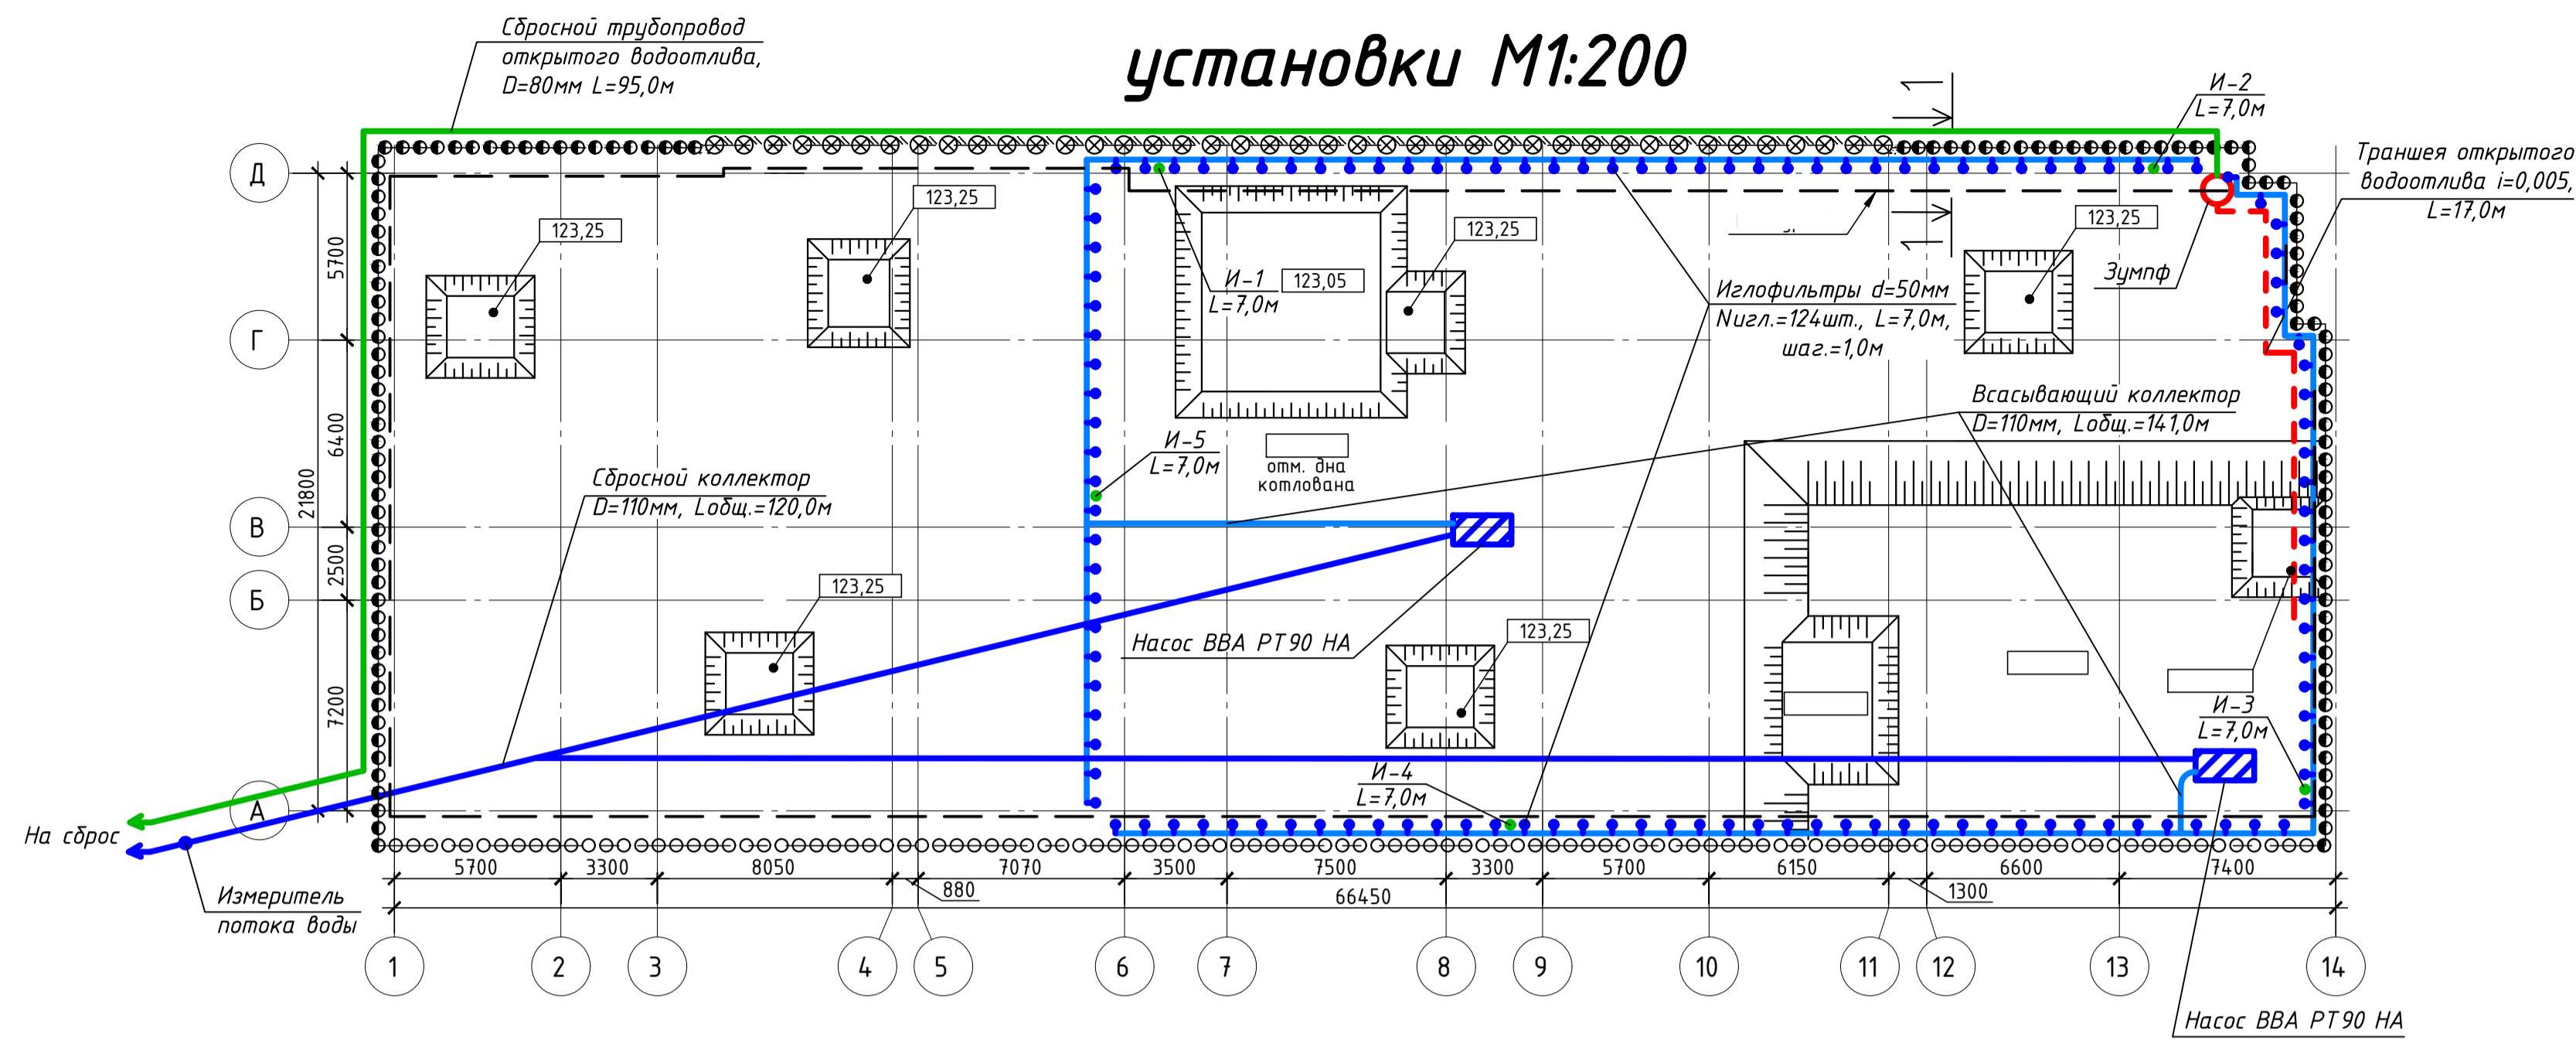 установки М1:200
Сбросной трубопровод
открытого водоотлива,
D=80мм L=95,0м
1
1
И-2
L=7,0м
Траншея открытого
водоотлива i=0,005,
L=17,0м
Зумпф
Д
Г
В
Б
А
5700
6400
2500
7200
21800
123,25
123,25
123,25
123,25
123,05
И-1
L=7,0м
Иглофильтры d=50мм
Nигл.=124шт., L=7,0м,
шаг.=1,0м
Всасывающий коллектор
D=110мм, Lобщ.=141,0м
И-5
L=7,0м
отм. дна
котлована
Сбросной коллектор
D=110мм, Lобщ.=120,0м
123,25
123,25
Насос ВВА РТ90 НА
И-3
L=7,0м
И-4
L=7,0м
На сброс
Измеритель
потока воды
5700
3300
8050
880
7070
3500
7500
3300
5700
6150
1300
6600
7400
66450
1
2
3
4
5
6
7
8
9
10
11
12
13
14
Насос ВВА РТ90 НА